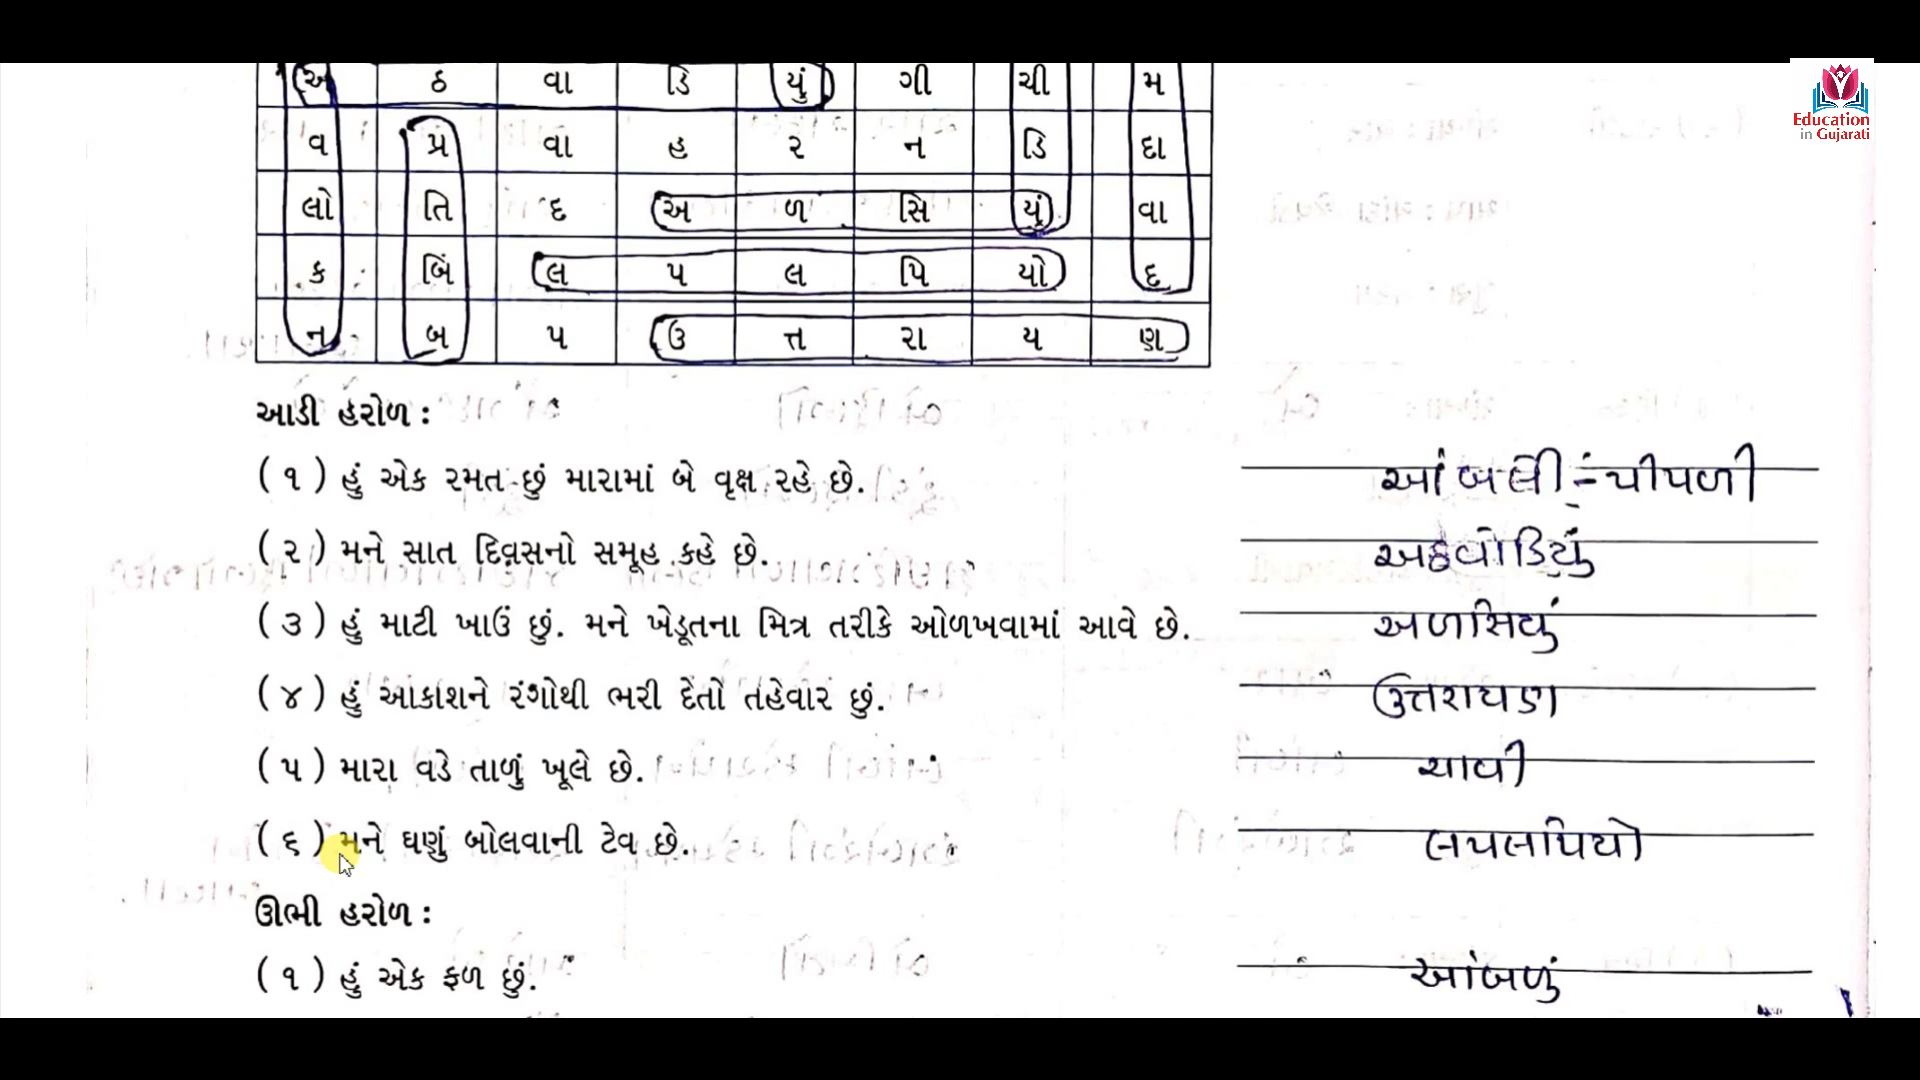 અ ઠ વા ડિ યું ગી ચી મ
વ પ્ર વા હ ર ન ડિ દા
લો તિ દ અ ળ સિ યું વા
ક બિં લ પ લ પિ યો દ
ન બ પ ઉ ત્ત રા ય ણ
Education
in Gujarati
આડી હરોળ :
(૧) હું એક રમત છું મારામાં બે વૃક્ષ રહે છે. આંબલી - પીપળી
(૨) મને સાત દિવસનો સમૂહ કહે છે. અઠવાડિયું
(૩) હું માટી ખાઉં છું. મને ખેડૂતના મિત્ર તરીકે ઓળખવામાં આવે છે. અળસિયું
(૪) હું આકાશને રંગોથી ભરી દેતો તહેવાર છું. ઉત્તરાયણ
(૫) મારા વડે તાળું ખૂલે છે. ચાવી
(૬) મને ઘણું બોલવાની ટેવ છે. લપલપિયો
ઊભી હરોળ :
(૧) હું એક ફળ છું. આંબળું